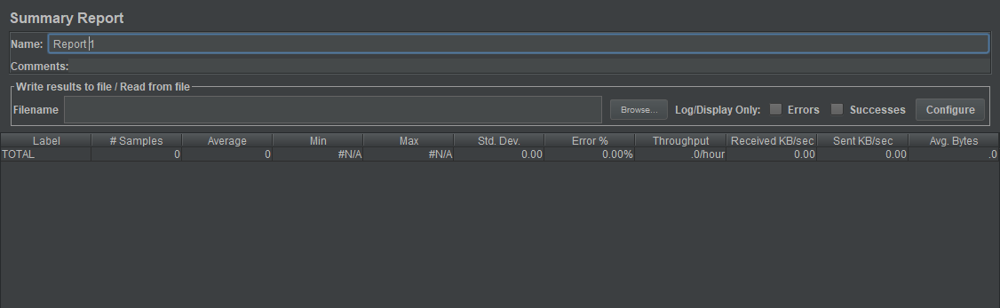 Summary Report
Name: Report 1
Comments:
Write results to file / Read from file
Filename Browse... Log/Display Only: Errors Successes Configure
Label # Samples Average Min Max Std. Dev. Error % Throughput Received KB/sec Sent KB/sec Avg. Bytes
TOTAL 0 0 #N/A #N/A 0.00 0.00% .0/hour 0.00 0.00 .0